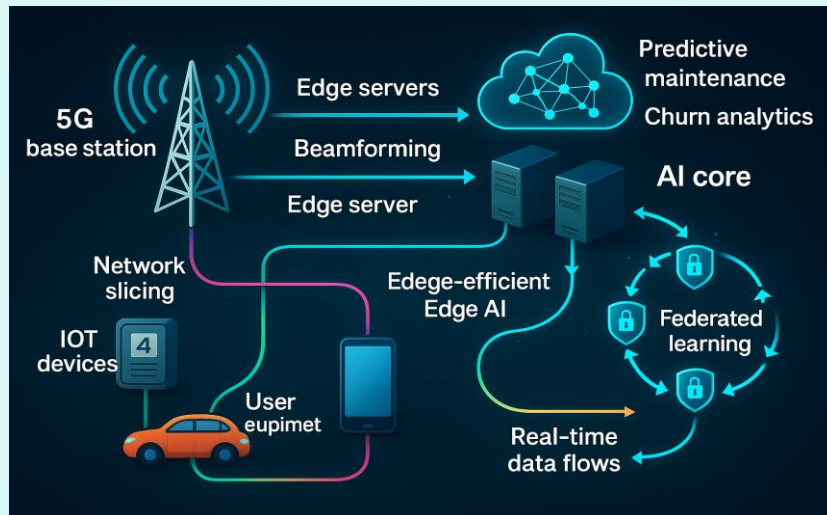 5G
base station
Edge servers
Predictive
maintenance
Churn analytics
Beamforming
Edge server
AI core
Network
slicing
Edege-efficient
Edge AI
IOT
devices
4
Federated
learning
User
eupimet
Real-time
data flows